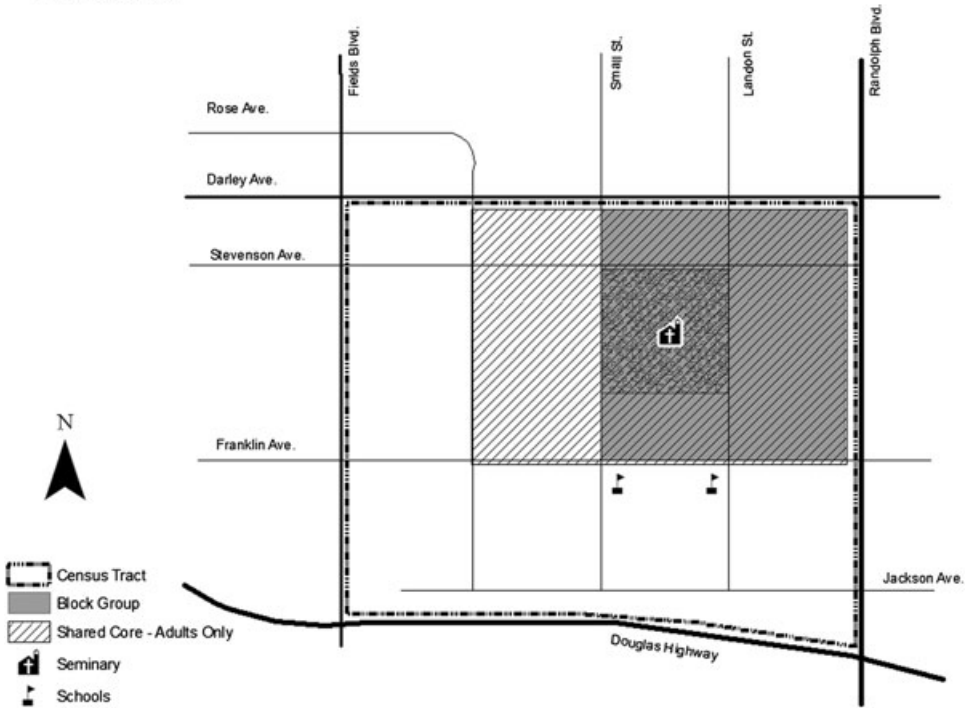 Fields Blvd.
Small St.
Landon St.
Randolph Blvd.
Rose Ave.
Darley Ave.
Stevenson Ave.
N
Franklin Ave.
Census Tract
Jackson Ave.
Block Group
Shared Core - Adults Only
Douglas Highway
Seminary
Schools